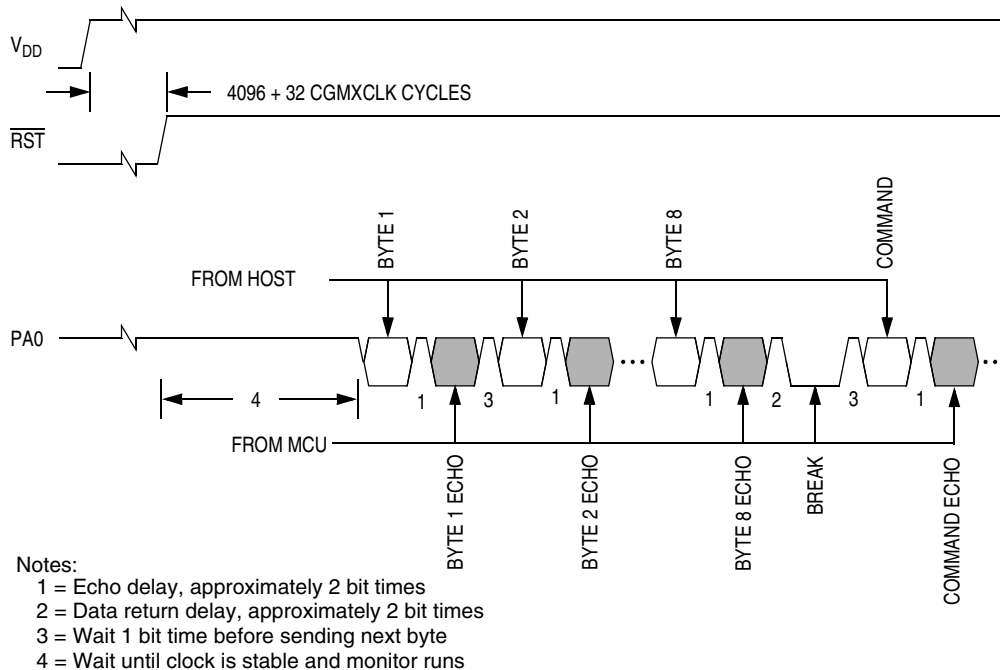 VDD
4096 + 32 CGMXCLK CYCLES
RST
BYTE 1
BYTE 2
BYTE 8
COMMAND
FROM HOST
PA0
1
3
1
1
2
3
1
4
FROM MCU
BYTE 1 ECHO
BYTE 2 ECHO
BYTE 8 ECHO
BREAK
COMMAND ECHO
Notes:
1 = Echo delay, approximately 2 bit times
2 = Data return delay, approximately 2 bit times
3 = Wait 1 bit time before sending next byte
4 = Wait until clock is stable and monitor runs